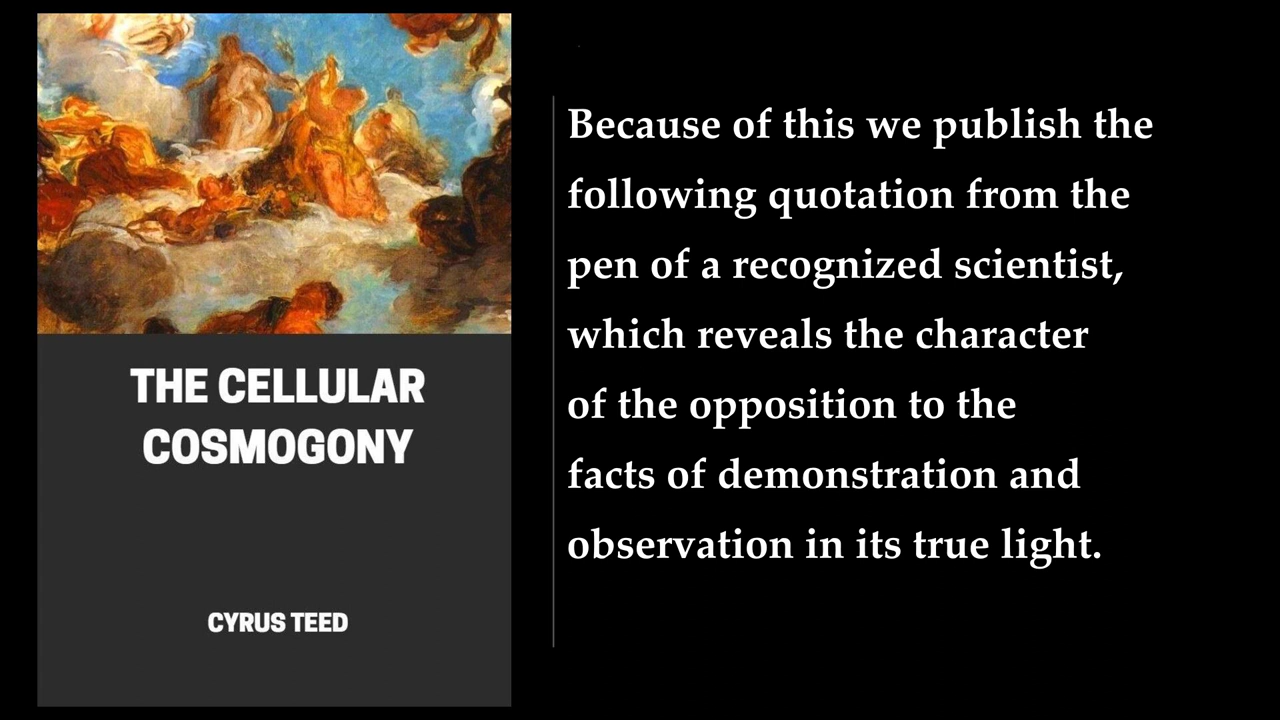 THE CELLULAR
COSMOGONY
CYRUS TEED
Because of this we publish the
following quotation from the
pen of a recognized scientist,
which reveals the character
of the opposition to the
facts of demonstration and
observation in its true light.